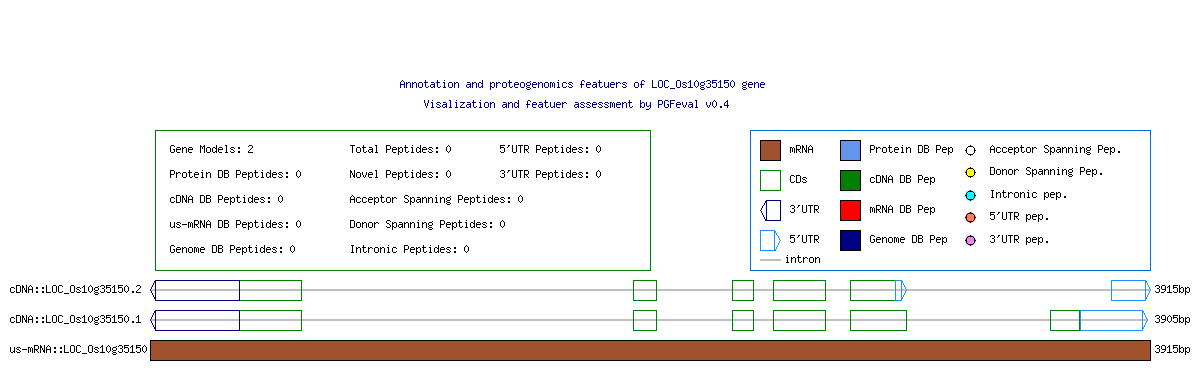 Annotation and proteogenomics featuers of LOC_Os10g35150 gene
Visalization and featuer assessment by PGFeval v0.4
Gene Models: 2 Total Peptides: 0 5'UTR Peptides: 0
Protein DB Peptides: 0 Novel Peptides: 0 3'UTR Peptides: 0
cDNA DB Peptides: 0 Acceptor Spanning Peptides: 0
us-mRNA DB Peptides: 0 Donor Spanning Peptides: 0
Genome DB Peptides: 0 Intronic Peptides: 0
mRNA Protein DB Pep Acceptor Spanning Pep.
CDs cDNA DB Pep Donor Spanning Pep.
3'UTR mRNA DB Pep Intronic pep.
5'UTR pep.
5'UTR Genome DB Pep 3'UTR pep.
intron
cDNA::LOC_Os10g35150.2 3915bp
cDNA::LOC_Os10g35150.1 3905bp
us-mRNA::LOC_Os10g35150 3915bp